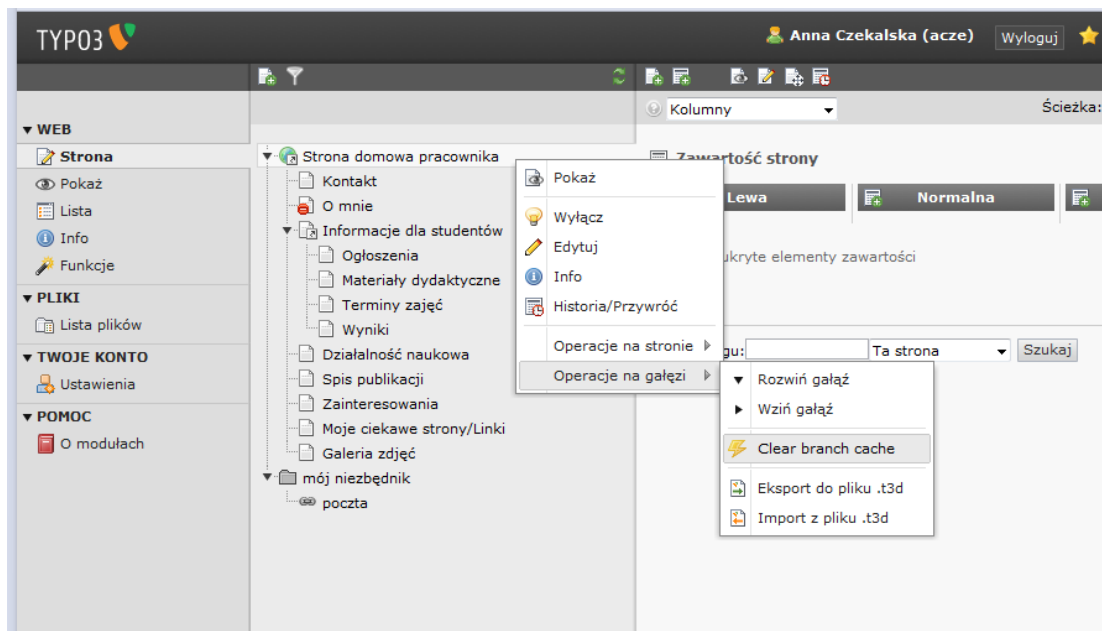 TYPO3
Anna Czekalska (acze)
Wyloguj
Kolumny
Ścieżka:
WEB
Strona
Pokaż
Lista
Info
Funkcje
PLIKI
Lista plików
TWOJE KONTO
Ustawienia
POMOC
O modułach
Strona domowa pracownika
Kontakt
O mnie
Informacje dla studentów
Ogłoszenia
Materiały dydaktyczne
Terminy zajęć
Wyniki
Działalność naukowa
Spis publikacji
Zainteresowania
Moje ciekawe strony/Linki
Galeria zdjęć
mój niezbędnik
poczta
Pokaż
Wyłącz
Edytuj
Info
Historia/Przywróć
Operacje na stronie
Operacje na gałęzi
Zawartość strony
Lewa
Normalna
ukryte elementy zawartości
gu:
Ta strona
Szukaj
Rozwiń gałąź
Wziń gałąź
Clear branch cache
Eksport do pliku .t3d
Import z pliku .t3d